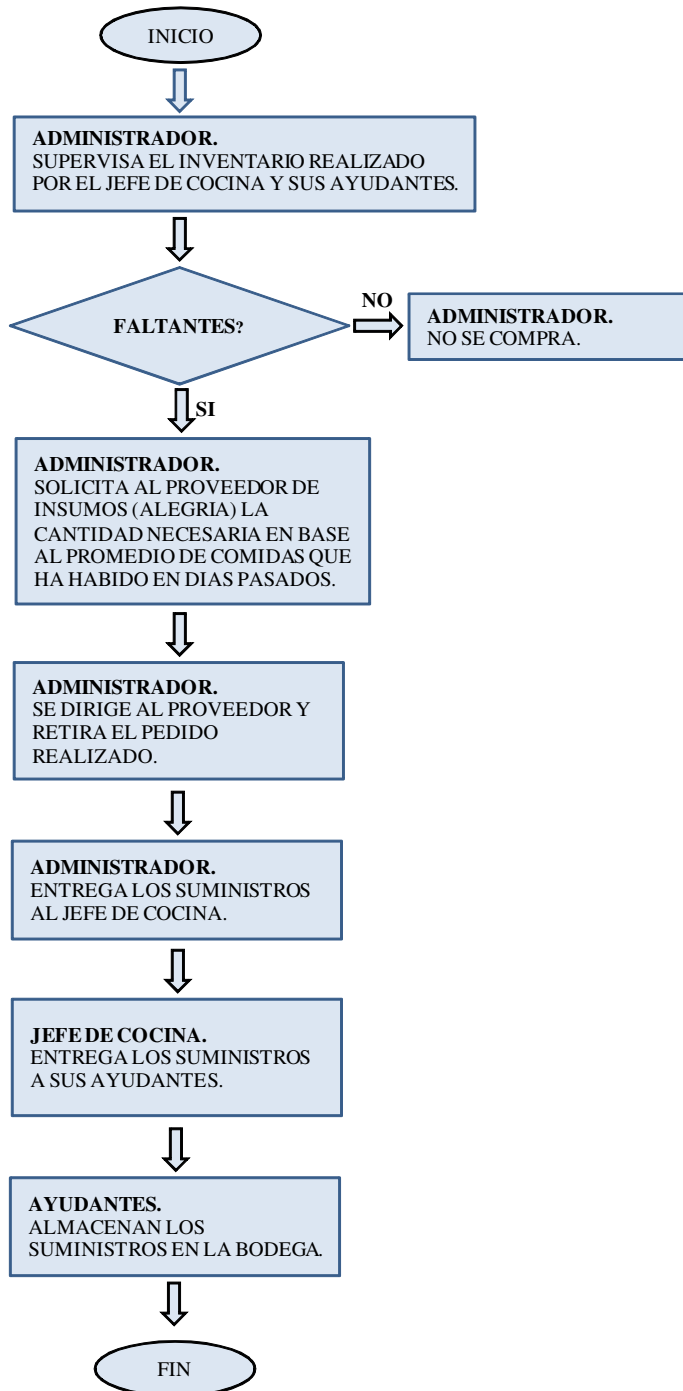 INICIO
ADMINISTRADOR.
SUPERVISA EL INVENTARIO REALIZADO
POR EL JEFE DE COCINA Y SUS AYUDANTES.
FALTANTES?
NO
ADMINISTRADOR.
NO SE COMPRA.
SI
ADMINISTRADOR.
SOLICITA AL PROVEEDOR DE
INSUMOS (ALEGRIA) LA
CANTIDAD NECESARIA EN BASE
AL PROMEDIO DE COMIDAS QUE
HA HABIDO EN DIAS PASADOS.
ADMINISTRADOR.
SE DIRIGE AL PROVEEDOR Y
RETIRA EL PEDIDO
REALIZADO.
ADMINISTRADOR.
ENTREGA LOS SUMINISTROS
AL JEFE DE COCINA.
JEFE DE COCINA.
ENTREGA LOS SUMINISTROS
A SUS AYUDANTES.
AYUDANTES.
ALMACENAN LOS
SUMINISTROS EN LA BODEGA.
FIN